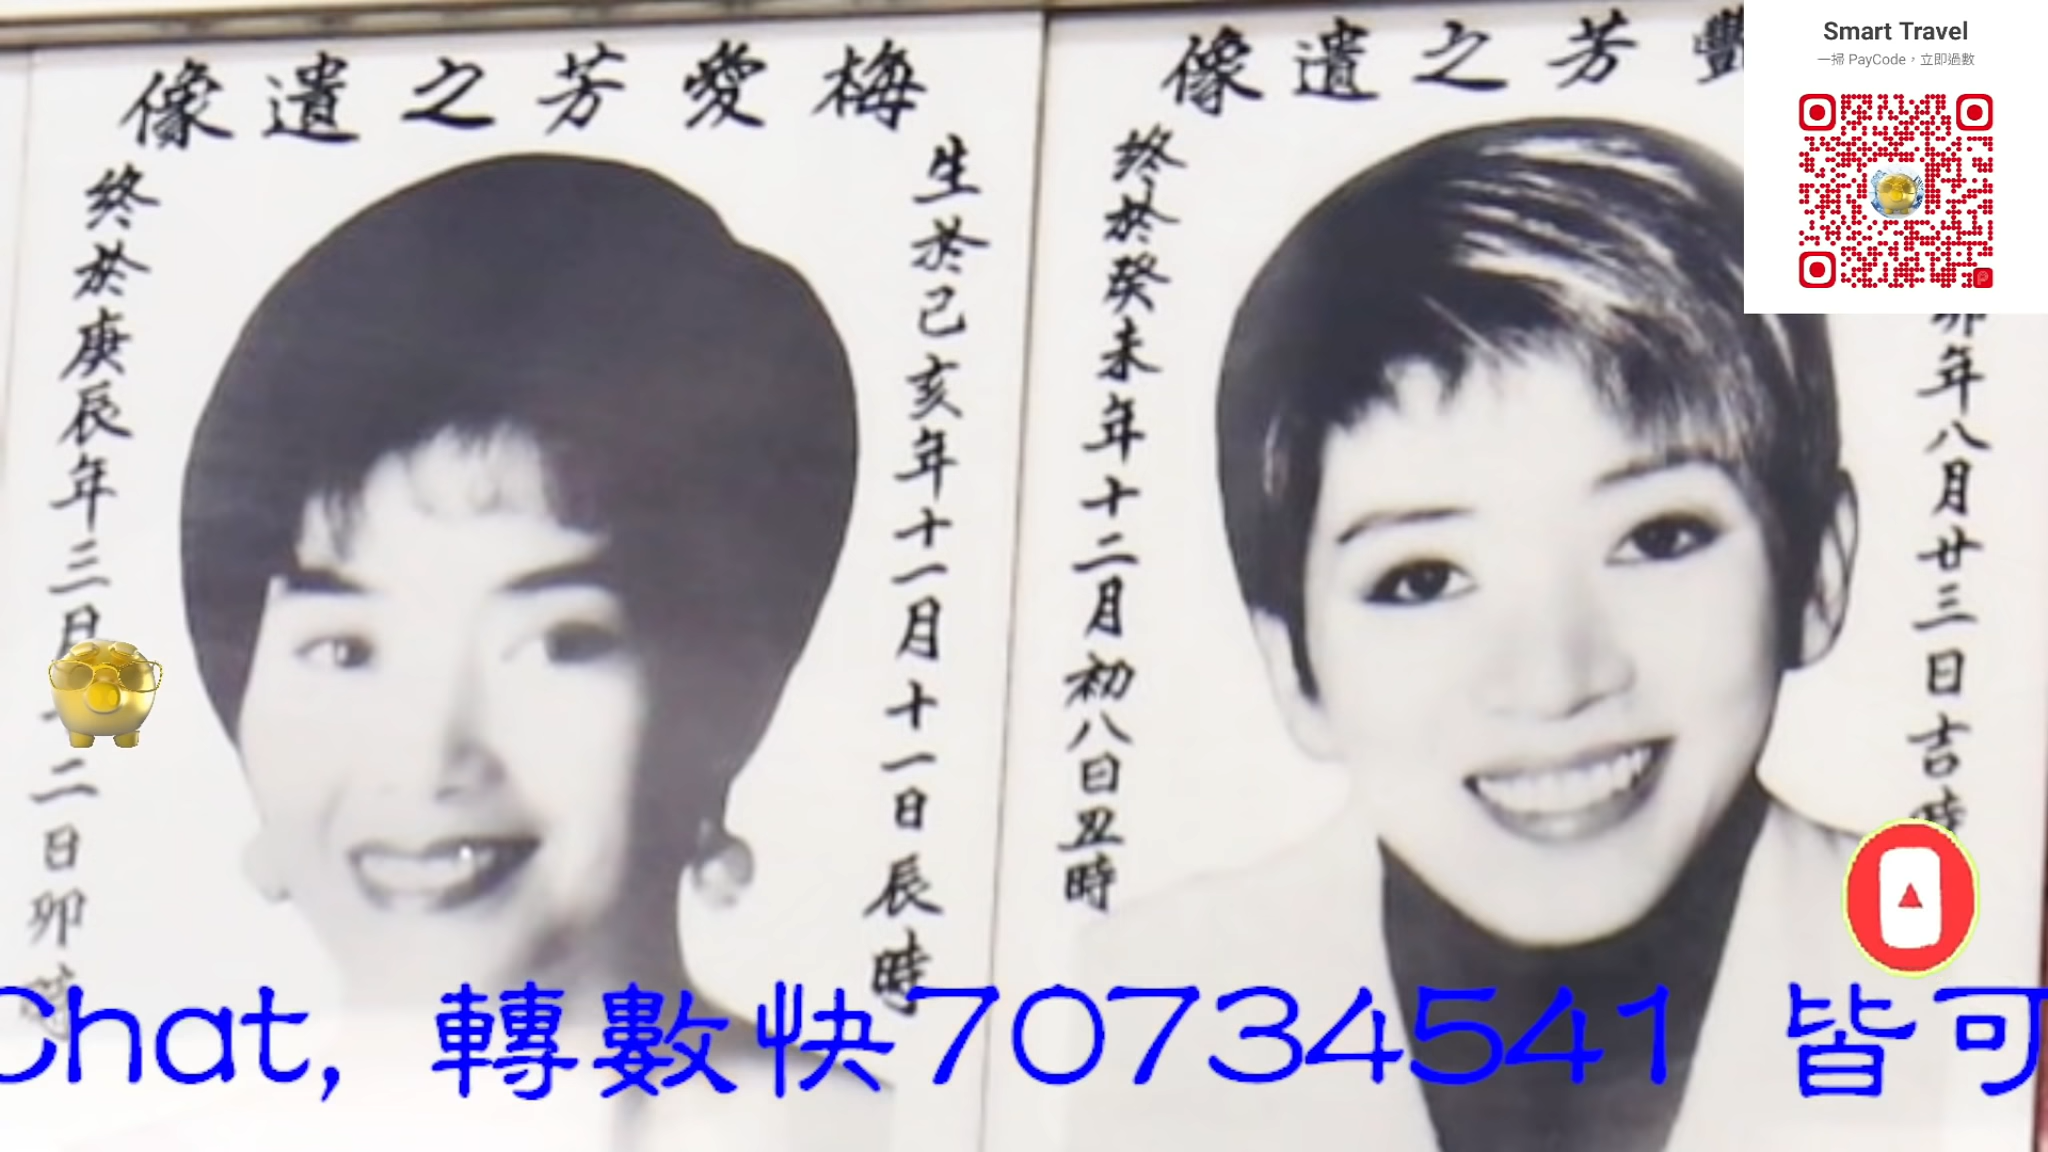 Smart Travel
一掃 PayCode，立即過數
梅愛芳之遺像
生於己亥年十一月十一日辰時
終於庚辰年三月二日卯時
芳之遺像
卯年八月廿三日吉時
終於癸未年十二月初八日丑時
Chat, 轉數快70734541 皆可